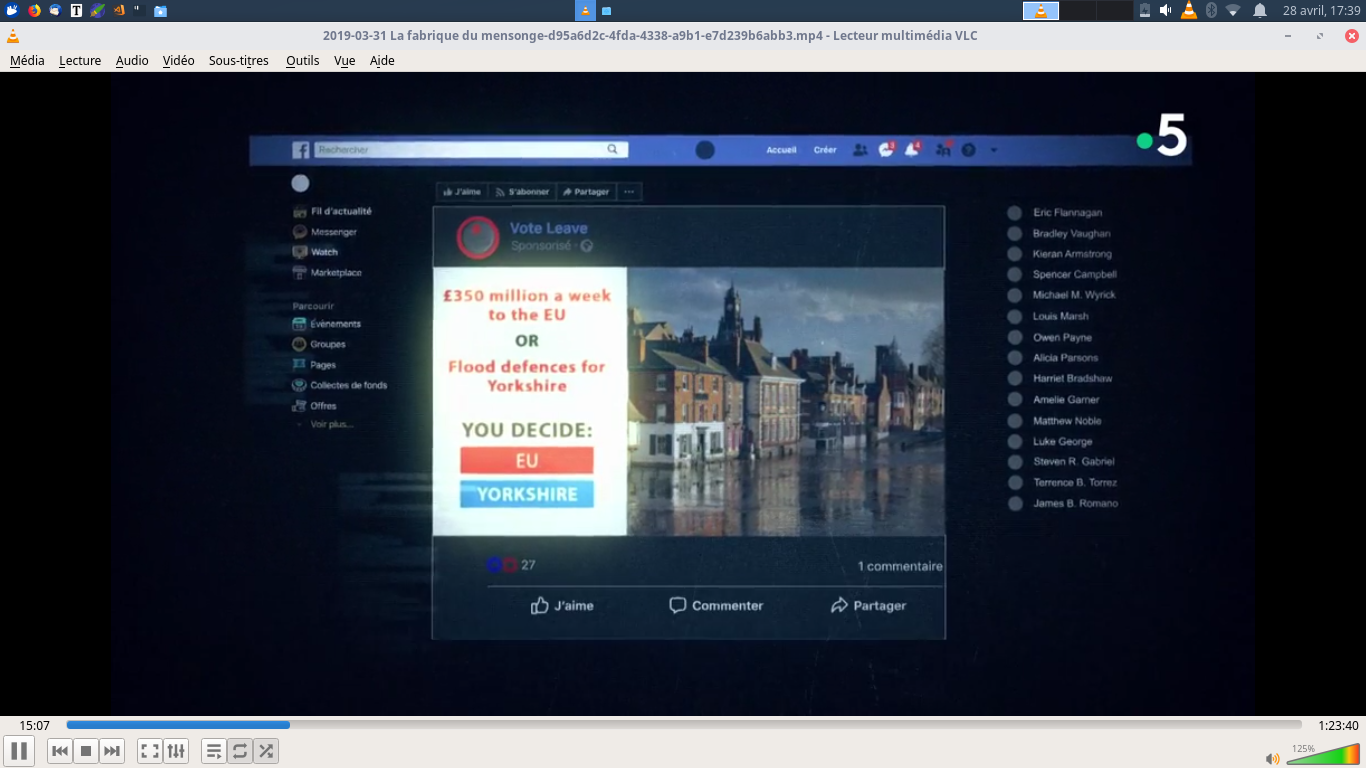 28 avril, 17:39
2019-03-31 La fabrique du mensonge-d95a6d2c-4fda-4338-a9b1-e7d239b6abb3.mp4 - Lecteur multimédia VLC
Média Lecture Audio Vidéo Sous-titres Outils Vue Aide
5
Rechercher
Accueil Créer
J'aime S'abonner Partager ...
Fil d'actualité
Messenger
Watch
Marketplace
Parcourir
Évènements
Groupes
Pages
Collectes de fonds
Offres
Voir plus...
Vote Leave
Sponsorisé ·
£350 million a week
to the EU
OR
Flood defences for
Yorkshire
YOU DECIDE:
EU
YORKSHIRE
27
1 commentaire
J'aime Commenter Partager
Eric Flannagan
Bradley Vaughan
Kieran Armstrong
Spencer Campbell
Michael M. Wyrick
Louis Marsh
Owen Payne
Alicia Parsons
Harriet Bradshaw
Amelie Garner
Matthew Noble
Luke George
Steven R. Gabriel
Terrence B. Torrez
James B. Romano
15:07
1:23:40
125%